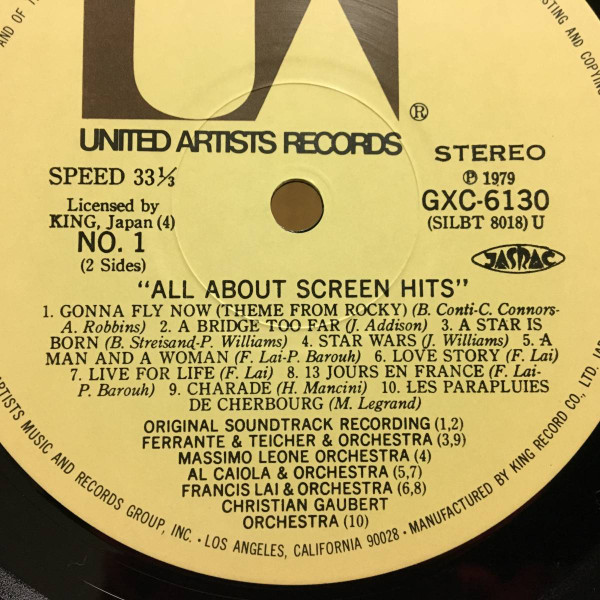 UA
®
UNITED ARTISTS RECORDS
SPEED 33⅓
STEREO
Ⓟ 1979
Licensed by
KING, Japan (4)
GXC-6130
NO. 1
(SILBT 8018) U
(2 Sides)
JASRAC
"ALL ABOUT SCREEN HITS"
1. GONNA FLY NOW (THEME FROM ROCKY) (B. Conti-C. Connors-
A. Robbins) 2. A BRIDGE TOO FAR (J. Addison) 3. A STAR IS
BORN (B. Streisand-P. Williams) 4. STAR WARS (J. Williams) 5. A
MAN AND A WOMAN (F. Lai-P. Barouh) 6. LOVE STORY (F. Lai)
7. LIVE FOR LIFE (F. Lai) 8. 13 JOURS EN FRANCE (F. Lai-
P. Barouh) 9. CHARADE (H. Mancini) 10. LES PARAPLUIES
DE CHERBOURG (M. Legrand)
ORIGINAL SOUNDTRACK RECORDING (1,2)
FERRANTE & TEICHER & ORCHESTRA (3,9)
MASSIMO LEONE ORCHESTRA (4)
AL CAIOLA & ORCHESTRA (5,7)
FRANCIS LAI & ORCHESTRA (6,8)
CHRISTIAN GAUBERT
ORCHESTRA (10)
ARTISTS MUSIC AND RECORDS GROUP, INC. · LOS ANGELES, CALIFORNIA 90028 · MANUFACTURED BY KING RECORD CO., LTD.
AND OF
AND COPYING